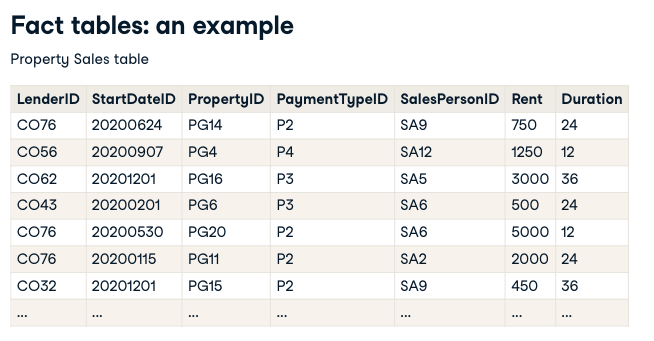 Fact tables: an example
Property Sales table
LenderID StartDateID PropertyID PaymentTypeID SalesPersonID Rent Duration
CO76 20200624 PG14 P2 SA9 750 24
CO56 20200907 PG4 P4 SA12 1250 12
CO62 20201201 PG16 P3 SA5 3000 36
CO43 20200201 PG6 P3 SA6 500 24
CO76 20200530 PG20 P2 SA6 5000 12
CO76 20200115 PG11 P2 SA2 2000 24
CO32 20201201 PG15 P2 SA9 450 36
... ... ... ... ... ... ...